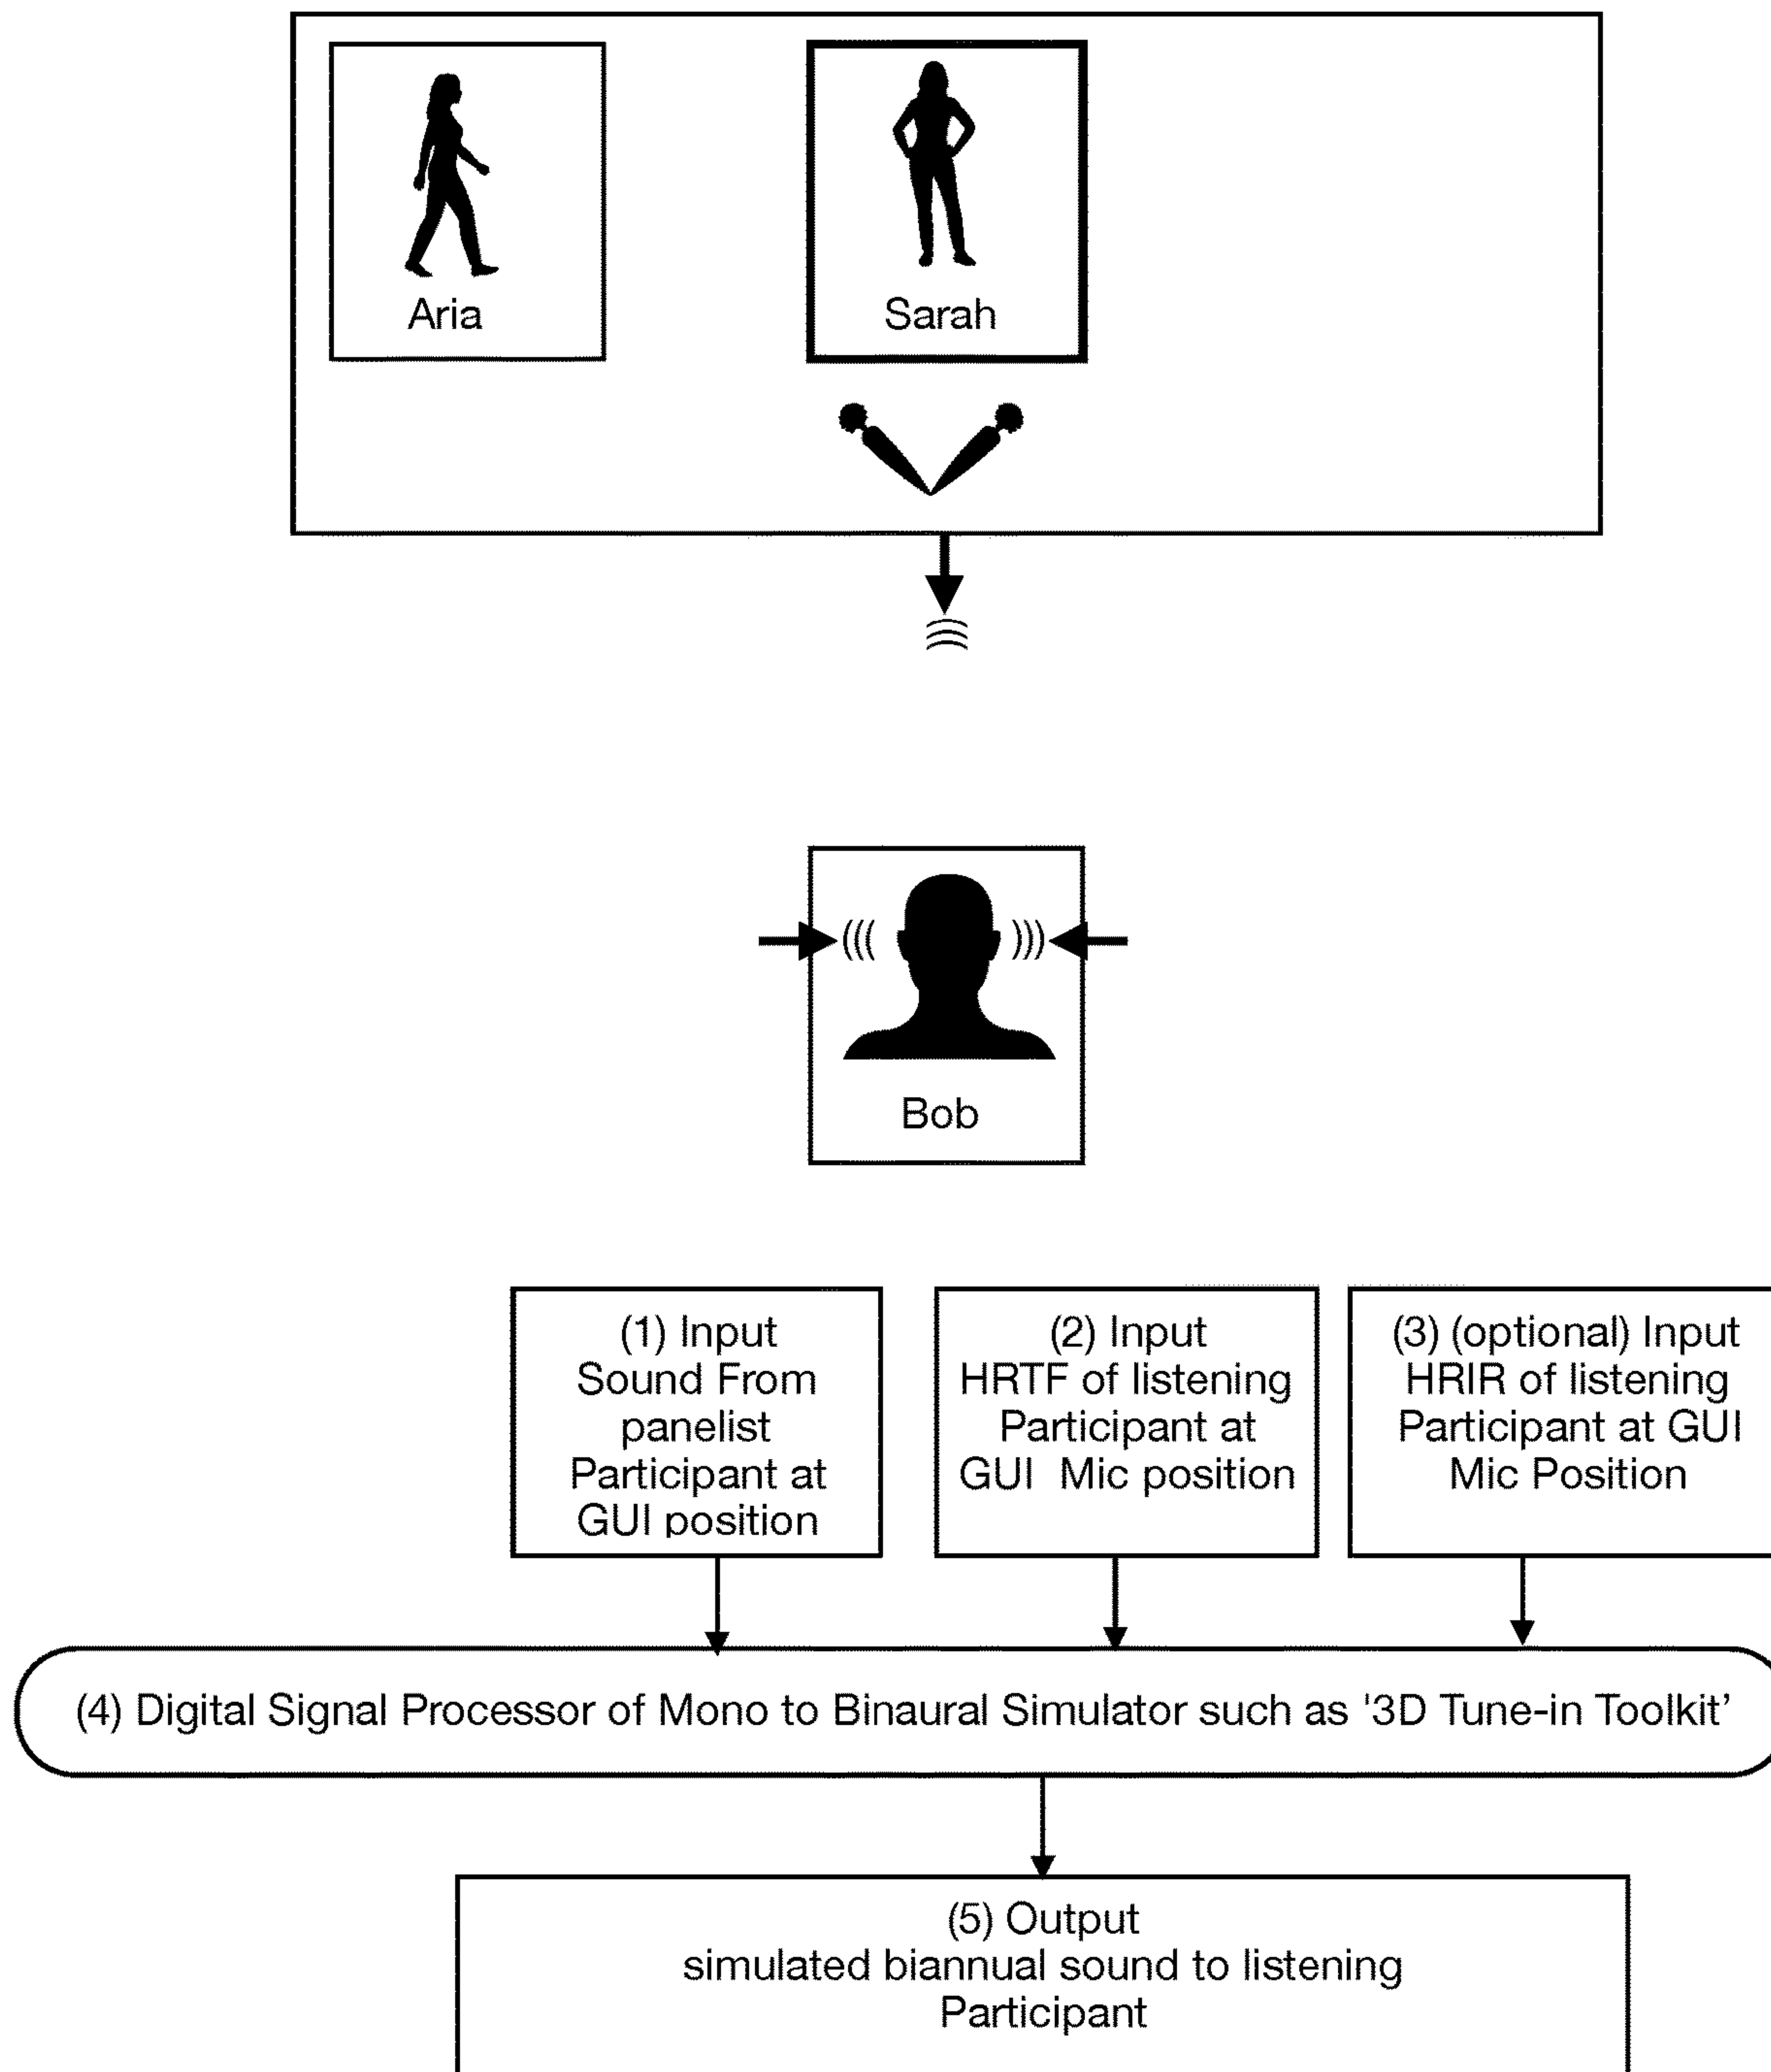 Aria
Sarah
Bob
(1) Input
Sound From
panelist
Participant at
GUI position
(2) Input
HRTF of listening
Participant at
GUI Mic position
(3) (optional) Input
HRIR of listening
Participant at GUI
Mic Position
(4) Digital Signal Processor of Mono to Binaural Simulator such as '3D Tune-in Toolkit’
(5) Output
simulated biannual sound to listening
Participant